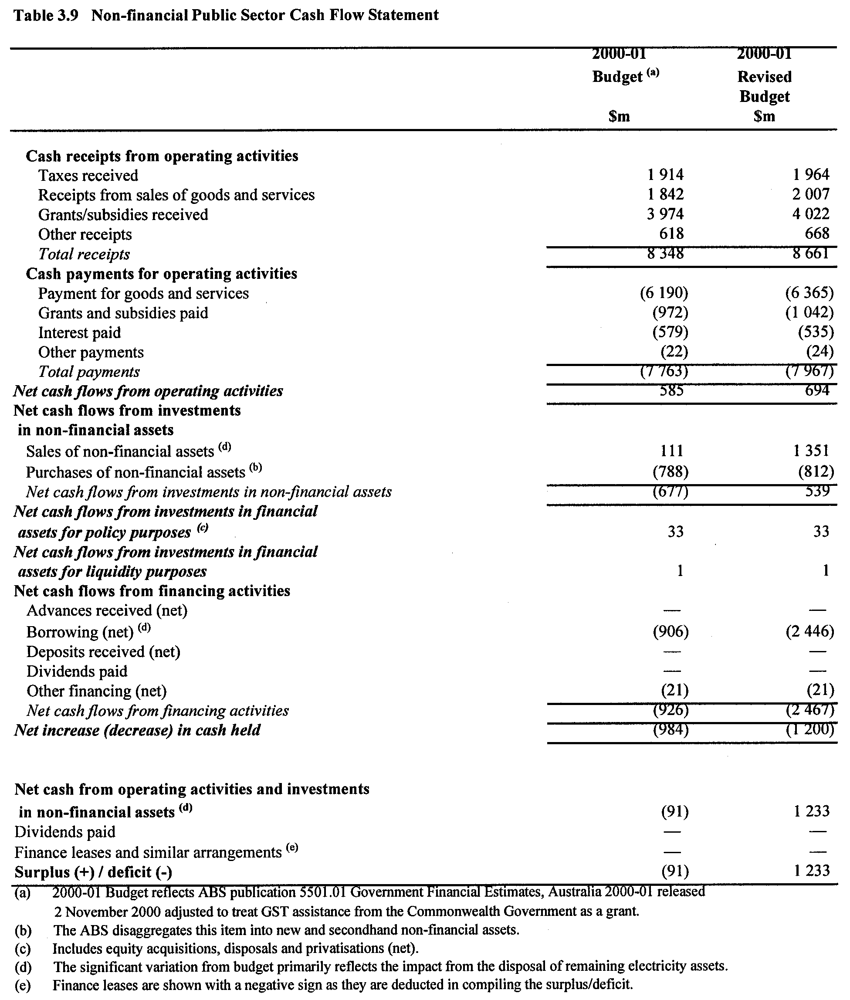 Table 3.9 Non-financial Public Sector Cash Flow Statement
2000-01 2000-01
Budget (a) Revised
Budget
$m $m
Cash receipts from operating activities
Taxes received 1 914 1 964
Receipts from sales of goods and services 1 842 2 007
Grants/subsidies received 3 974 4 022
Other receipts 618 668
Total receipts 8 348 8 661
Cash payments for operating activities
Payment for goods and services (6 190) (6 365)
Grants and subsidies paid (972) (1 042)
Interest paid (579) (535)
Other payments (22) (24)
Total payments (7 763) (7 967)
Net cash flows from operating activities 585 694
Net cash flows from investments
in non-financial assets
Sales of non-financial assets (d) 111 1 351
Purchases of non-financial assets (b) (788) (812)
Net cash flows from investments in non-financial assets (677) 539
Net cash flows from investments in financial
assets for policy purposes (c) 33 33
Net cash flows from investments in financial
assets for liquidity purposes 1 1
Net cash flows from financing activities
Advances received (net) — —
Borrowing (net) (d) (906) (2 446)
Deposits received (net) — —
Dividends paid — —
Other financing (net) (21) (21)
Net cash flows from financing activities (926) (2 467)
Net increase (decrease) in cash held (984) (1 200)
Net cash from operating activities and investments
in non-financial assets (d) (91) 1 233
Dividends paid — —
Finance leases and similar arrangements (e) — —
Surplus (+) / deficit (-) (91) 1 233
(a) 2000-01 Budget reflects ABS publication 5501.01 Government Financial Estimates, Australia 2000-01 released
2 November 2000 adjusted to treat GST assistance from the Commonwealth Government as a grant.
(b) The ABS disaggregates this item into new and secondhand non-financial assets.
(c) Includes equity acquisitions, disposals and privatisations (net).
(d) The significant variation from budget primarily reflects the impact from the disposal of remaining electricity assets.
(e) Finance leases are shown with a negative sign as they are deducted in compiling the surplus/deficit.